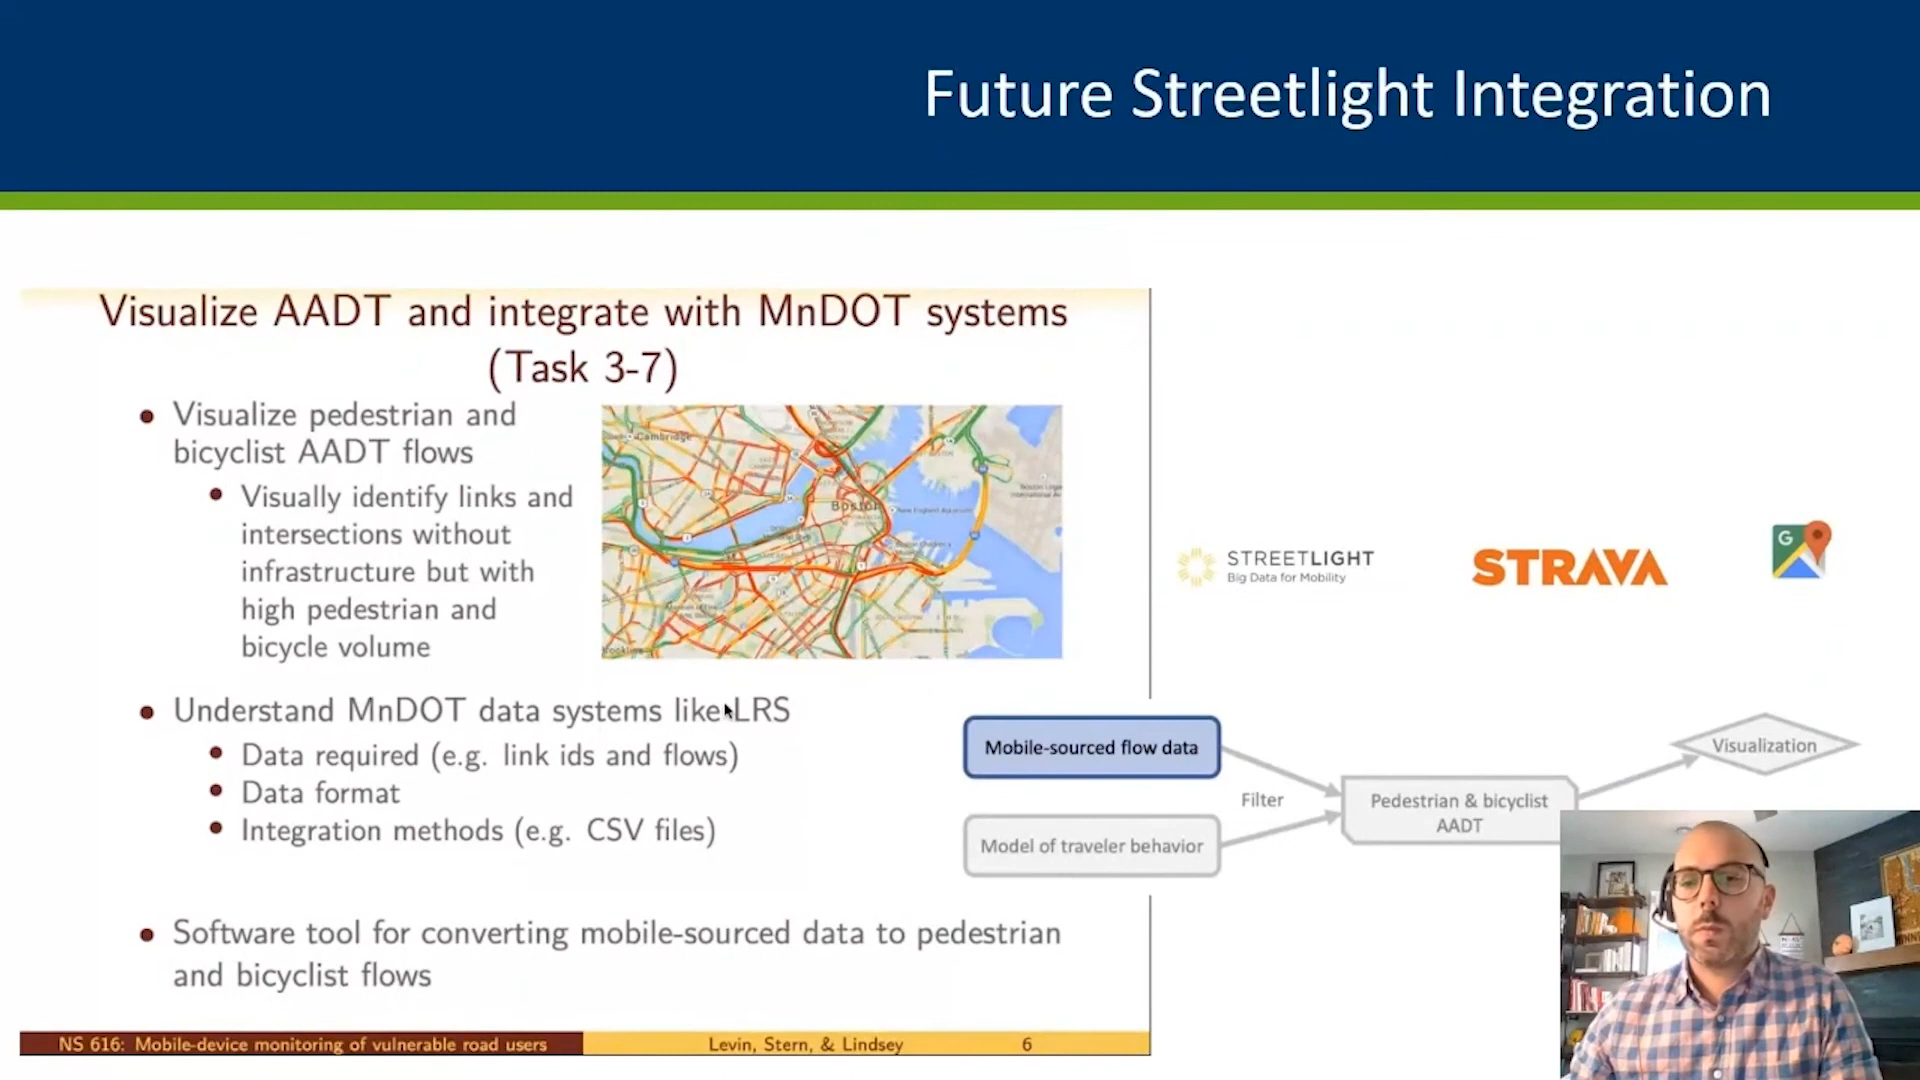 Future Streetlight Integration
Visualize AADT and integrate with MnDOT systems
(Task 3-7)
• Visualize pedestrian and
bicyclist AADT flows
• Visually identify links and
intersections without
infrastructure but with
high pedestrian and
bicycle volume
Cambridge
Boston
• Understand MnDOT data systems like LRS
• Data required (e.g. link ids and flows)
• Data format
• Integration methods (e.g. CSV files)
• Software tool for converting mobile-sourced data to pedestrian
and bicyclist flows
NS 616: Mobile-device monitoring of vulnerable road users
Levin, Stern, & Lindsey
6
STREETLIGHT
Big Data for Mobility
STRAVA
G
Mobile-sourced flow data
Model of traveler behavior
Filter
Pedestrian & bicyclist
AADT
Visualization